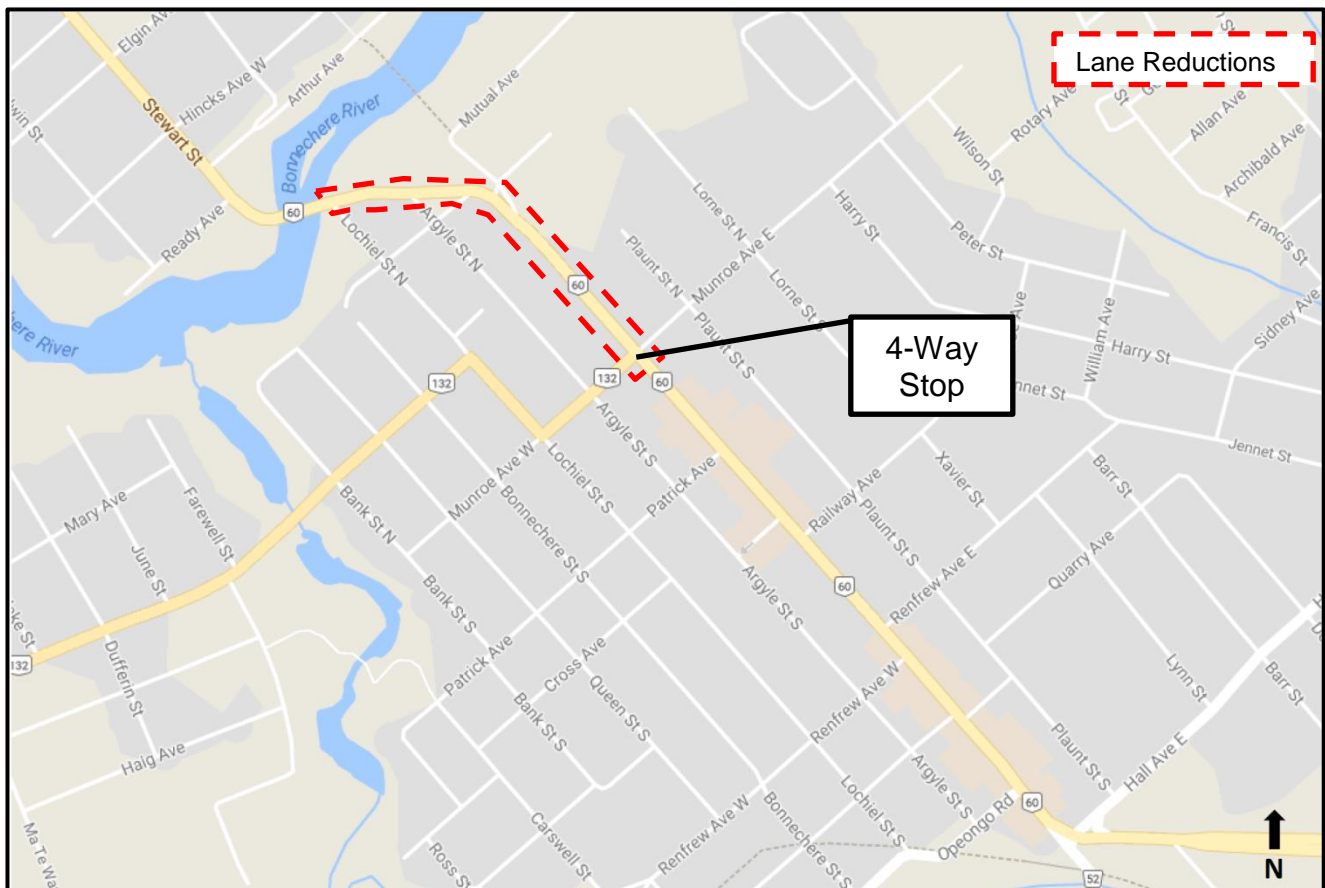 Lane Reductions
Elgin Ave
Hincks Ave W
Arthur Ave
Mutual Ave
Stewart St
Bonnechere River
60
Ready Ave
Lochiel St N
Argyle St N
Lorne St N
Munroe Ave E
Plaunt St N
Harry St
Wilson St
Rotary Ave
Allan Ave
Archibald Ave
Francis St
Peter St
Lorne St S
Plaunt St S
60
4-Way
Stop
William Ave
Harry St
Sidney Ave
Jennet St
132
132
60
Argyle St S
Patrick Ave
Railway Ave
Xavier St
Barr St
Quarry Ave
Mary Ave
June St
Farewell St
Bank St N
Munroe Ave W
Lochiel St S
Bonnechere St S
Plaunt St S
Renfrew Ave E
60
Argyle St S
132
Dufferin St
Haig Ave
Bank St S
Patrick Ave
Cross Ave
Queen St S
Bank St S
Renfrew Ave W
Lynn St
Barr St
Hall Ave E
Plaunt St S
60
Argyle St S
Opeongo Rd
Lochiel St S
Bonnechere St S
Renfrew Ave W
Carswell St
Ross St
52
N